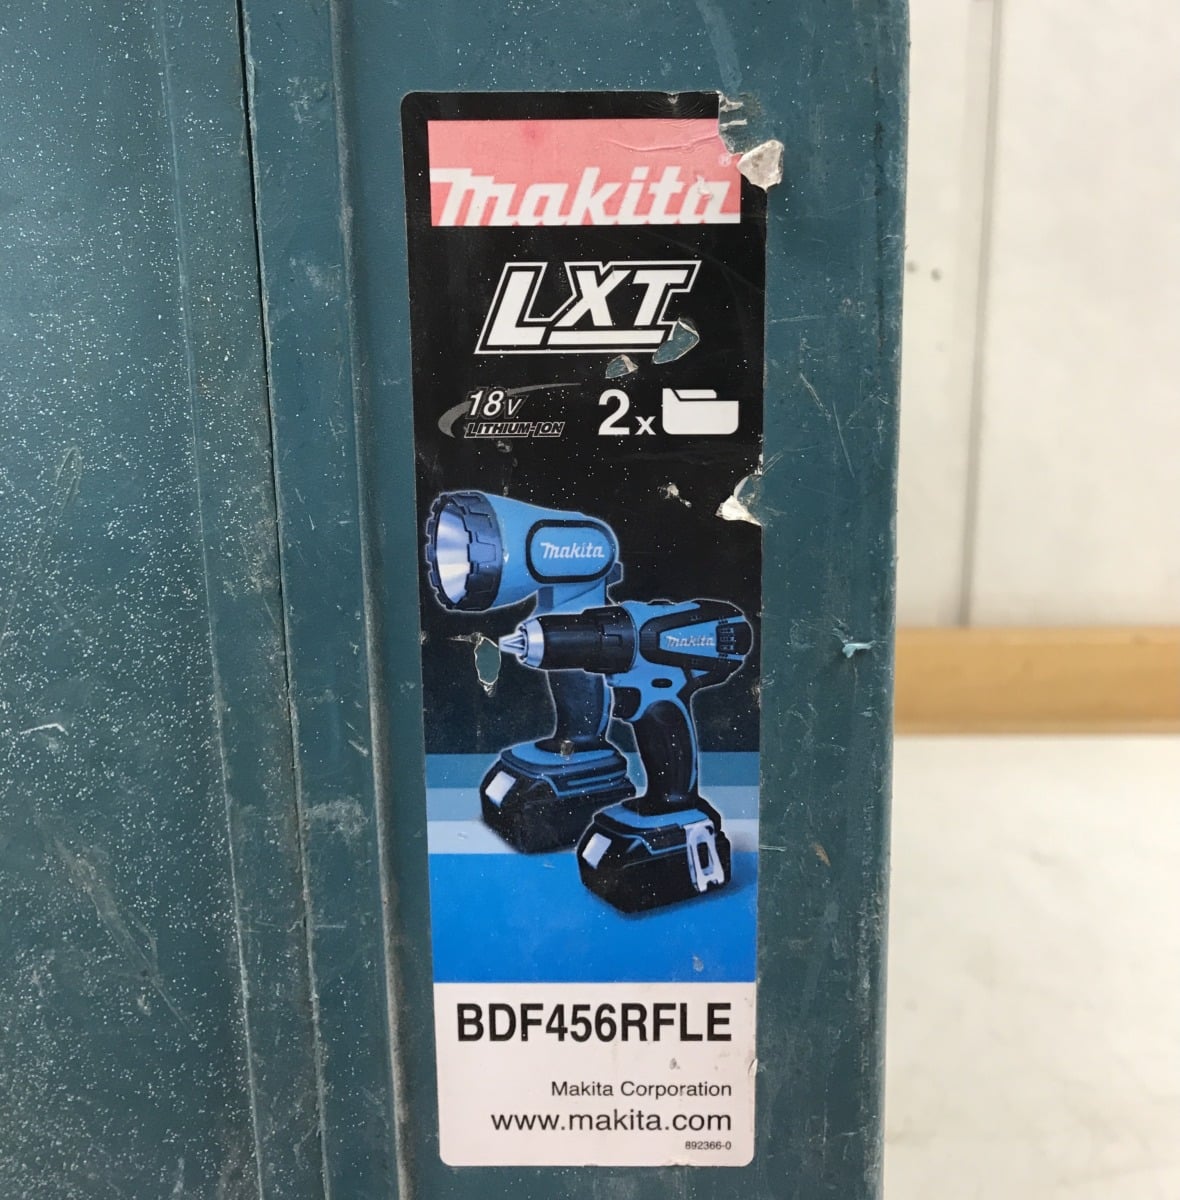 makita®
LXT
18V
LITHIUM-ION
2x
makita
makita
BDF456RFLE
Makita Corporation
www.makita.com
892366-0